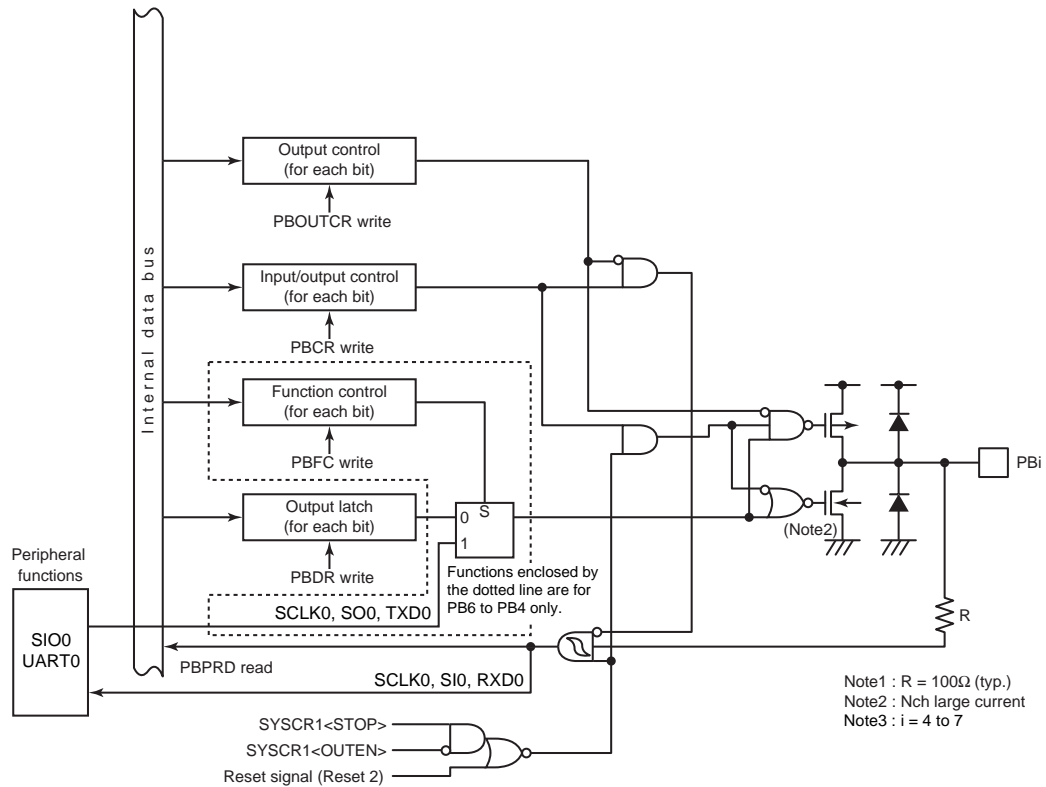 Output control
(for each bit)
PBOUTCR write
Internal data bus
Input/output control
(for each bit)
PBCR write
Function control
(for each bit)
PBFC write
Output latch
(for each bit)
PBDR write
0
S
1
(Note2)
PBi
Functions enclosed by
the dotted line are for
PB6 to PB4 only.
Peripheral
functions
SIO0
UART0
SCLK0, SO0, TXD0
PBPRD read
SCLK0, SI0, RXD0
R
SYSCR1<STOP>
SYSCR1<OUTEN>
Reset signal (Reset 2)
Note1 : R = 100Ω (typ.)
Note2 : Nch large current
Note3 : i = 4 to 7